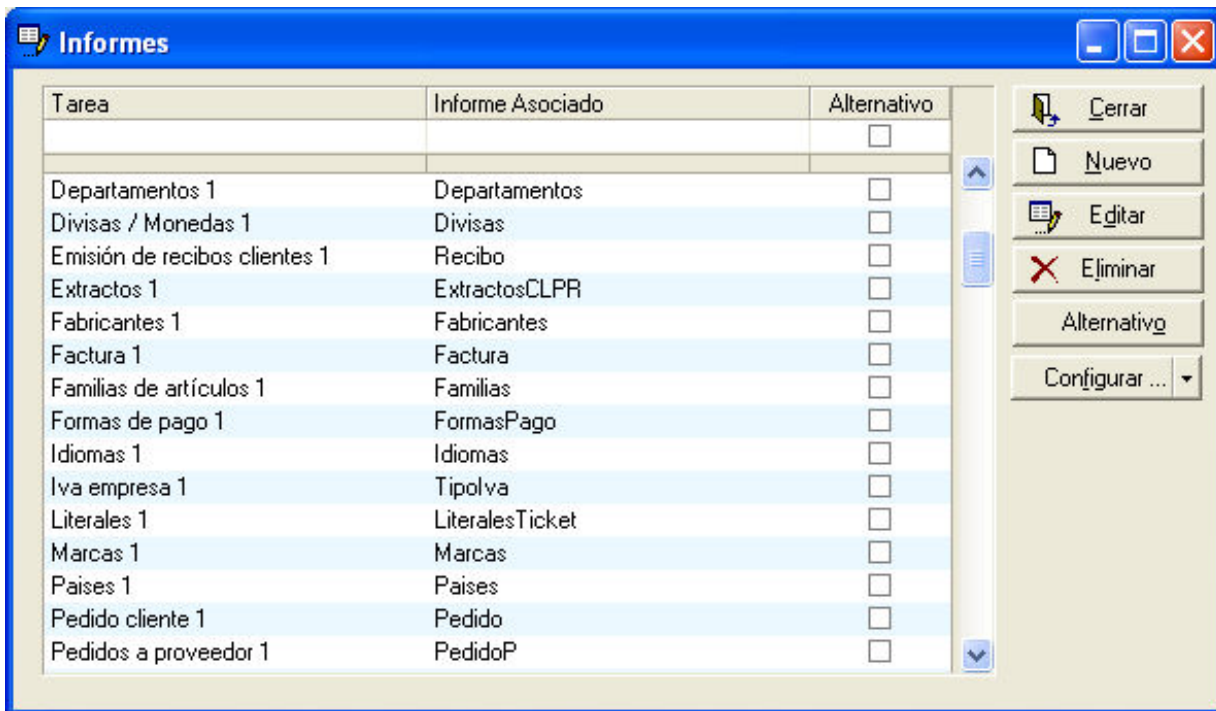 Informes
Tarea Informe Asociado Alternativo
Departamentos 1 Departamentos
Divisas / Monedas 1 Divisas
Emisión de recibos clientes 1 Recibo
Extractos 1 ExtractosCLPR
Fabricantes 1 Fabricantes
Factura 1 Factura
Familias de artículos 1 Familias
Formas de pago 1 FormasPago
Idiomas 1 Idiomas
Iva empresa 1 TipoIva
Literales 1 LiteralesTicket
Marcas 1 Marcas
Paises 1 Paises
Pedido cliente 1 Pedido
Pedidos a proveedor 1 PedidoP
Cerrar
Nuevo
Editar
Eliminar
Alternativo
Configurar ...